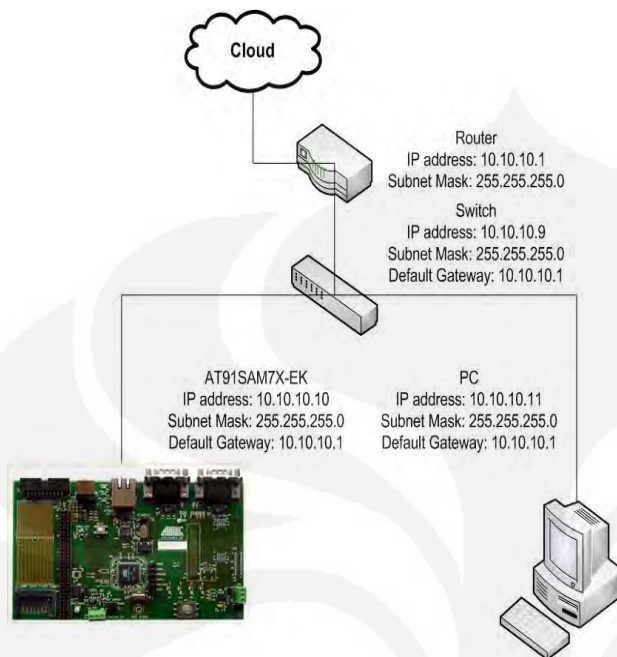 Cloud
Router
IP address: 10.10.10.1
Subnet Mask: 255.255.255.0
Switch
IP address: 10.10.10.9
Subnet Mask: 255.255.255.0
Default Gateway: 10.10.10.1
AT91SAM7X-EK
IP address: 10.10.10.10
Subnet Mask: 255.255.255.0
Default Gateway: 10.10.10.1
PC
IP address: 10.10.10.11
Subnet Mask: 255.255.255.0
Default Gateway: 10.10.10.1
ATMEL